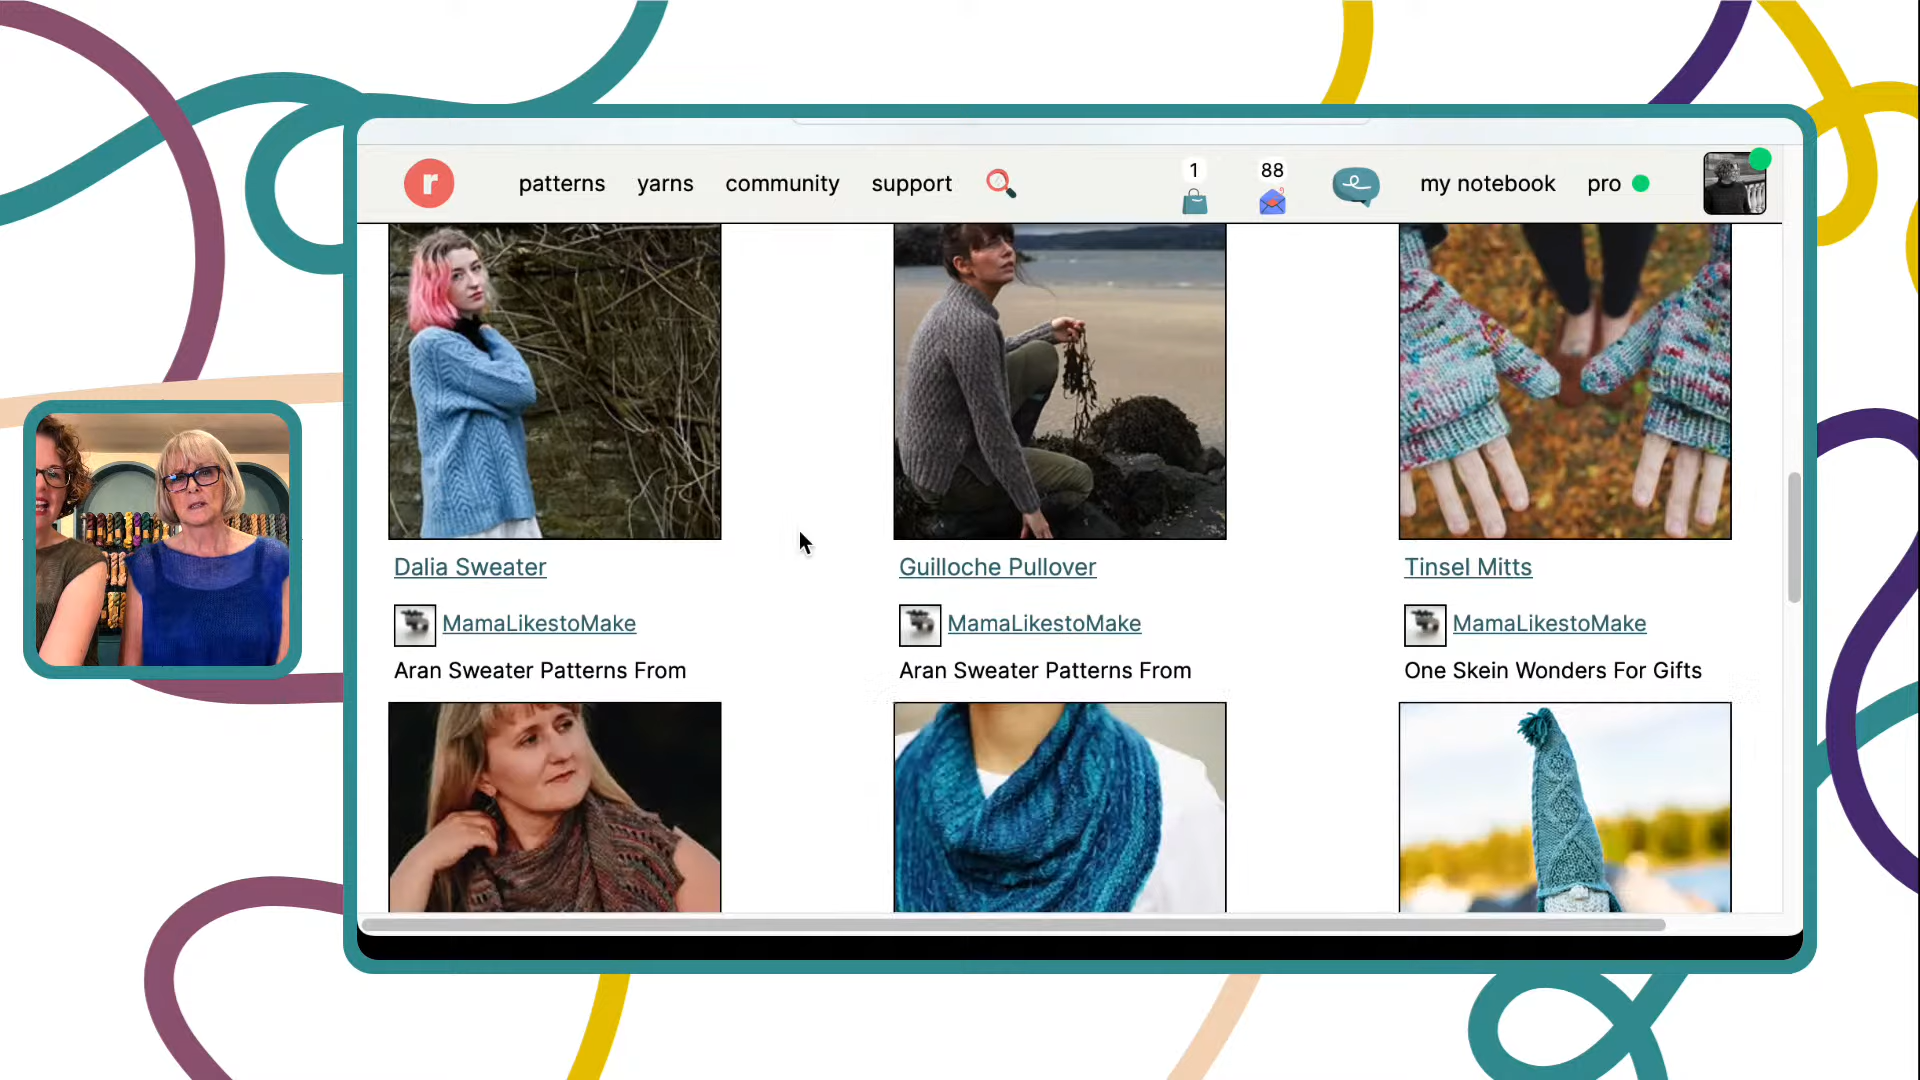 r
patterns yarns community support 1 88 my notebook pro
Dalia Sweater Guilloche Pullover Tinsel Mitts
MamaLikestoMake MamaLikestoMake MamaLikestoMake
Aran Sweater Patterns From Aran Sweater Patterns From One Skein Wonders For Gifts